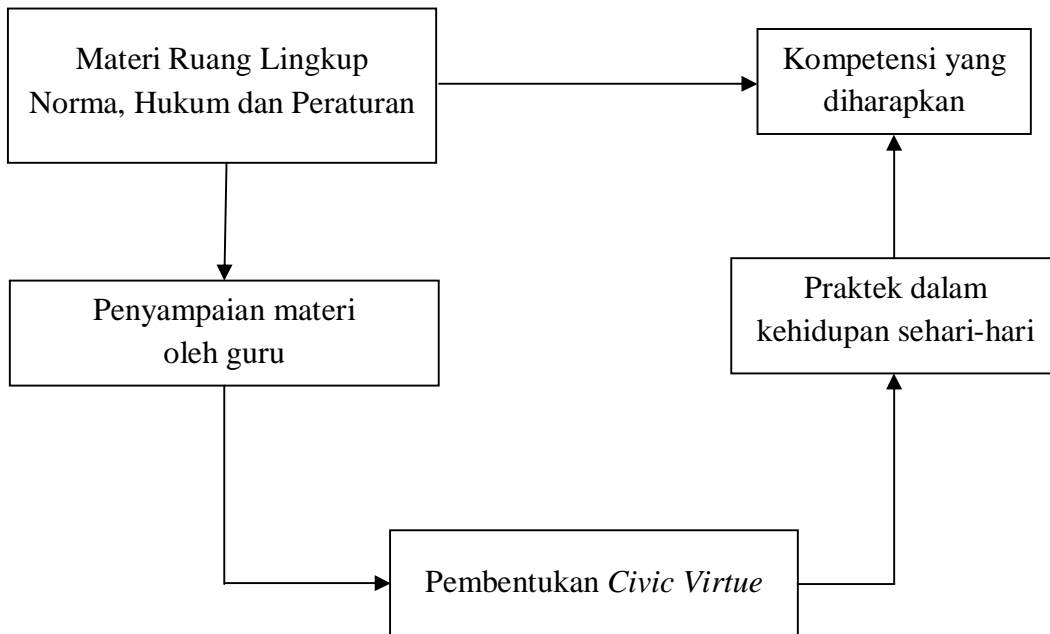 Materi Ruang Lingkup
Norma, Hukum dan Peraturan
Kompetensi yang
diharapkan
Penyampaian materi
oleh guru
Praktek dalam
kehidupan sehari-hari
Pembentukan Civic Virtue